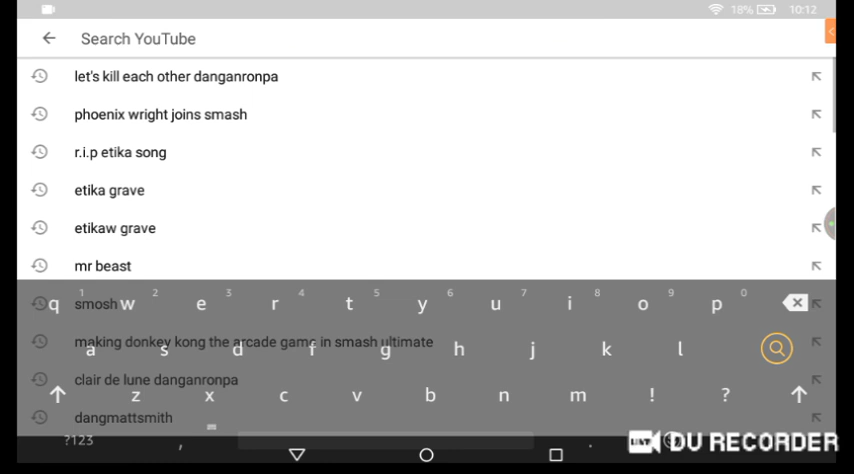 18% 10:12
Search YouTube
let's kill each other danganronpa
phoenix wright joins smash
r.i.p etika song
etika grave
etikaw grave
mr beast
smosh
1 2 3 4 5 6 7 8 9 0
q w e r t y u i o p
making donkey kong the arcade game in smash ultimate
a s d f g h j k l
clair de lune danganronpa
z x c v b n m ! ?
dangmattsmith
?123 , .
DU RECORDER